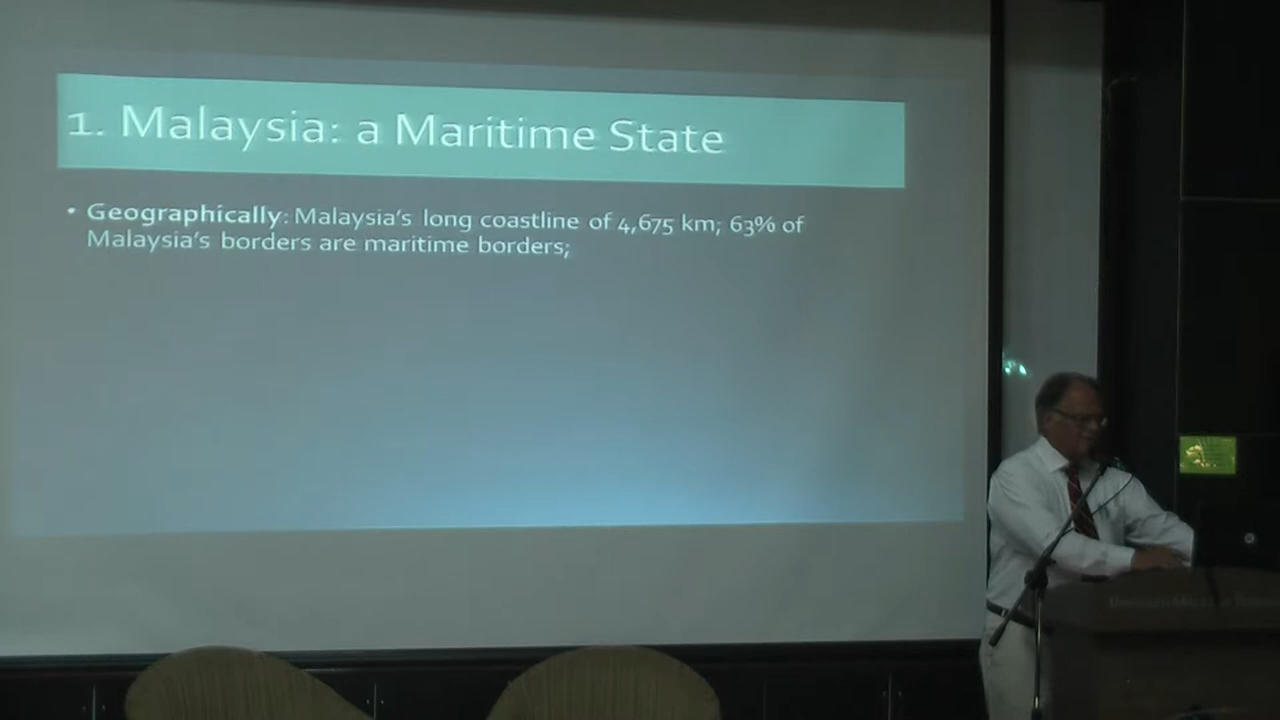 1. Malaysia: a Maritime State
• Geographically: Malaysia's long coastline of 4,675 km; 63% of
Malaysia's borders are maritime borders;